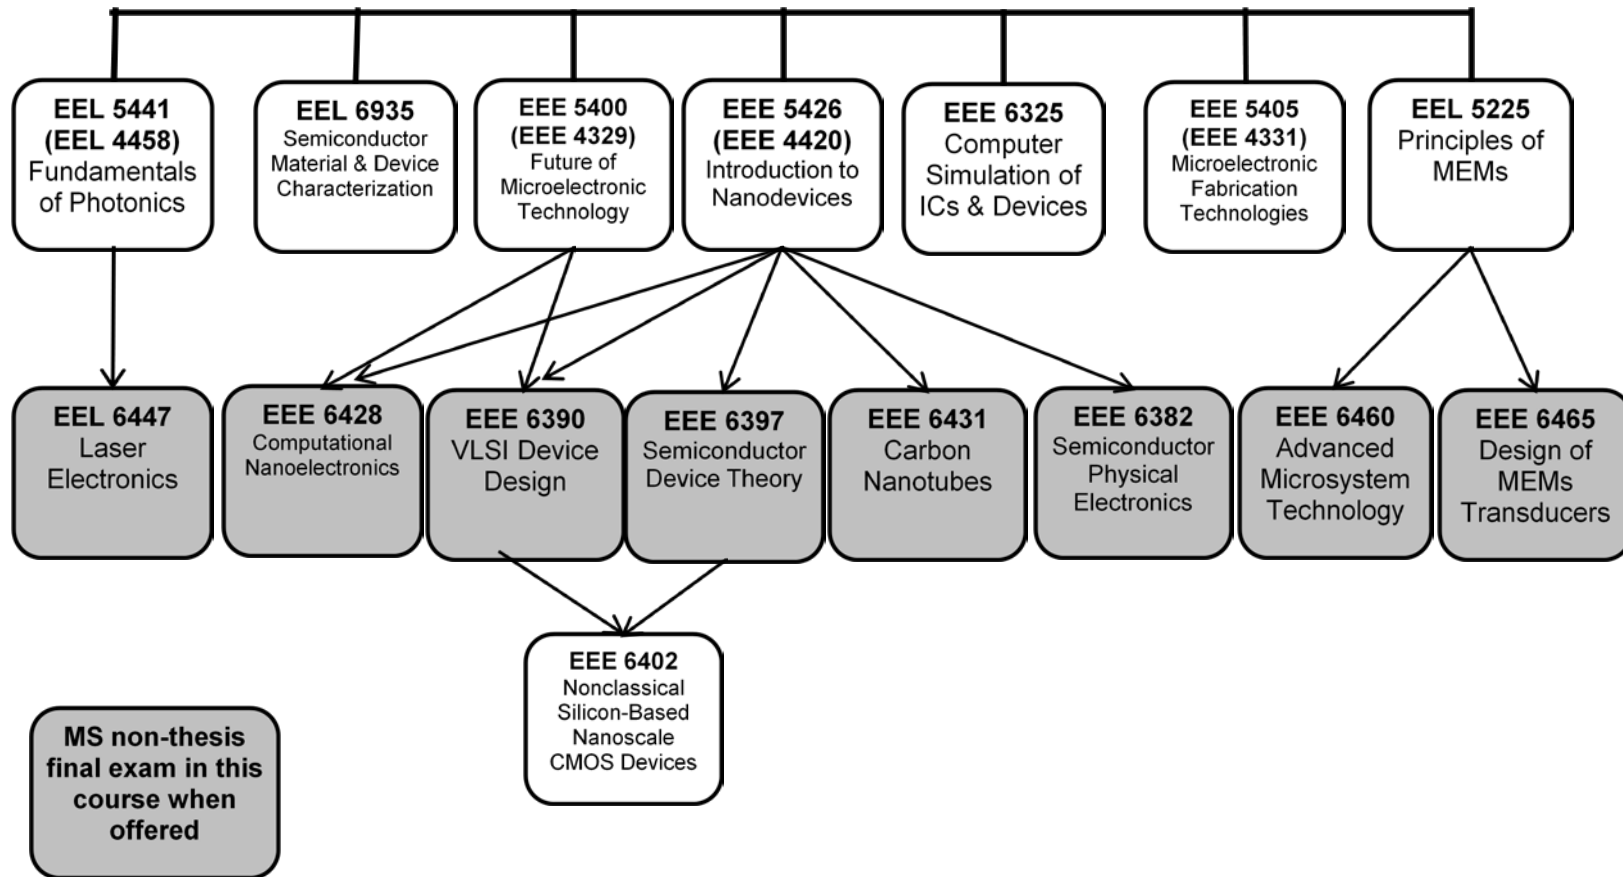 EEL 5441
(EEL 4458)
Fundamentals
of Photonics
EEL 6935
Semiconductor
Material & Device
Characterization
EEE 5400
(EEE 4329)
Future of
Microelectronic
Technology
EEE 5426
(EEE 4420)
Introduction to
Nanodevices
EEE 6325
Computer
Simulation of
ICs & Devices
EEE 5405
(EEE 4331)
Microelectronic
Fabrication
Technologies
EEL 5225
Principles of
MEMs
EEL 6447
Laser
Electronics
EEE 6428
Computational
Nanoelectronics
EEE 6390
VLSI Device
Design
EEE 6397
Semiconductor
Device Theory
EEE 6431
Carbon
Nanotubes
EEE 6382
Semiconductor
Physical
Electronics
EEE 6460
Advanced
Microsystem
Technology
EEE 6465
Design of
MEMs
Transducers
EEE 6402
Nonclassical
Silicon-Based
Nanoscale
CMOS Devices
MS non-thesis
final exam in this
course when
offered